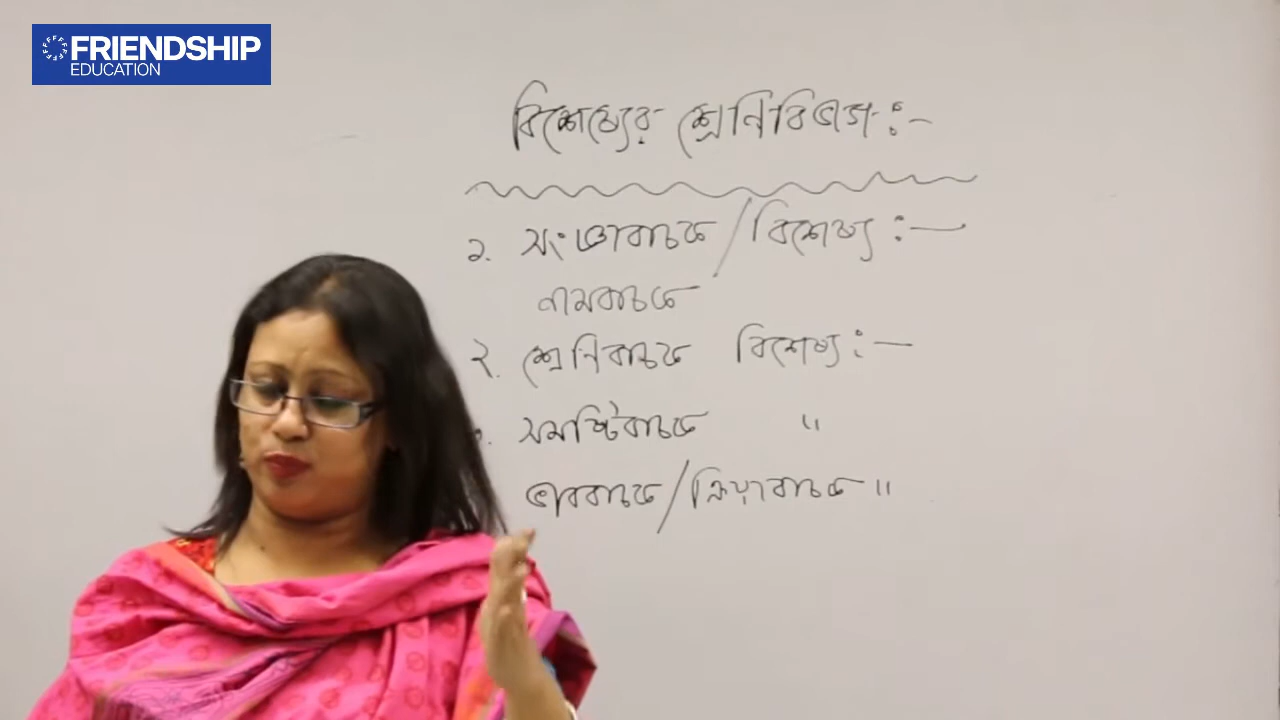 FRIENDSHIP
EDUCATION
বিশেষ্যের শ্রেণিবিভাগ :-
১. সংজ্ঞাবাচক / বিশেষ্য :—
নামবাচক
২. শ্রেণিবাচক বিশেষ্য :—
সমষ্টিবাচক "
ভাববাচক / ক্রিয়াবাচক "